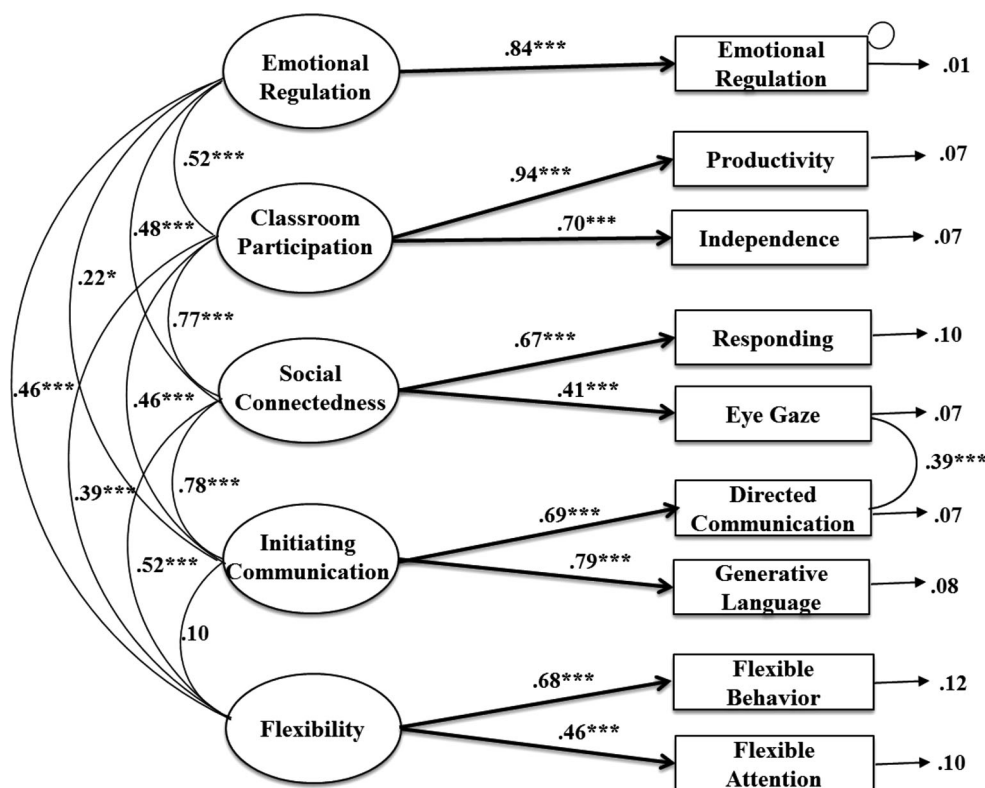 Emotional
Regulation
.84***
Emotional
Regulation
.01
.52***
Classroom
Participation
.94***
Productivity
.07
.70***
Independence
.07
.48***
.22*
.77***
Social
Connectedness
.67***
Responding
.10
.41***
Eye Gaze
.07
.39***
.46***
.46***
.78***
.39***
Initiating
Communication
.69***
Directed
Communication
.07
.79***
Generative
Language
.08
.52***
.10
Flexibility
.68***
Flexible
Behavior
.12
.46***
Flexible
Attention
.10